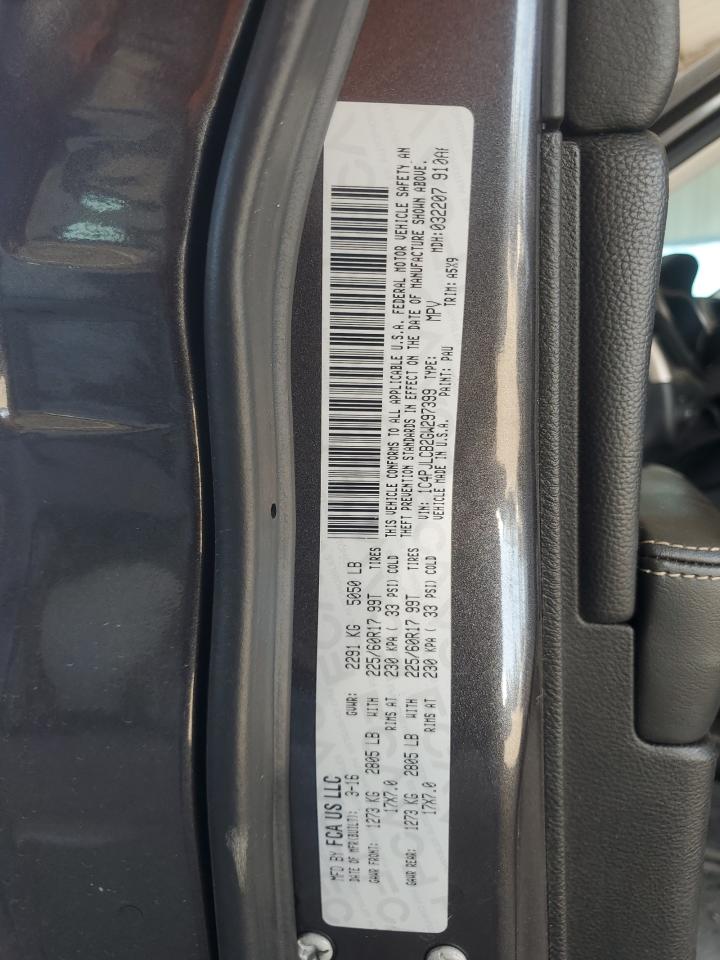 MFD BY FCA US LLC
DATE OF MFR(BUILT): 3-16 GVWR: 2291 KG 5050 LB
GAWR FRONT: 1273 KG 2805 LB WITH 225/60R17 99T TIRES
17X7.0 RIMS AT 230 KPA ( 33 PSI) COLD
GAWR REAR: 1273 KG 2805 LB WITH 225/60R17 99T TIRES
17X7.0 RIMS AT 230 KPA ( 33 PSI) COLD
THIS VEHICLE CONFORMS TO ALL APPLICABLE U.S.A. FEDERAL MOTOR VEHICLE SAFETY AN
THEFT PREVENTION STANDARDS IN EFFECT ON THE DATE OF MANUFACTURE SHOWN ABOVE.
VIN: 1C4PJLCB2GW297399 TYPE: MPV MDH:032207 910A
VEHICLE MADE IN U.S.A. PAINT: PAU TRIM: A5X9